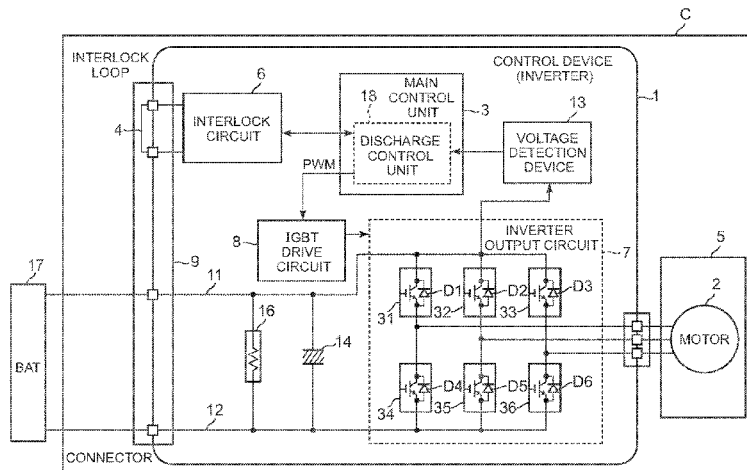 C
INTERLOCK
LOOP
CONTROL DEVICE
(INVERTER)
6
4
INTERLOCK
CIRCUIT
MAIN
CONTROL
UNIT
18
3
DISCHARGE
CONTROL
UNIT
13
1
VOLTAGE
DETECTION
DEVICE
PWM
8
IGBT
DRIVE
CIRCUIT
INVERTER
OUTPUT CIRCUIT
7
9
5
17
11
2
D1
D2
D3
31
32
33
16
14
MOTOR
BAT
D4
D5
D6
34
35
36
12
CONNECTOR